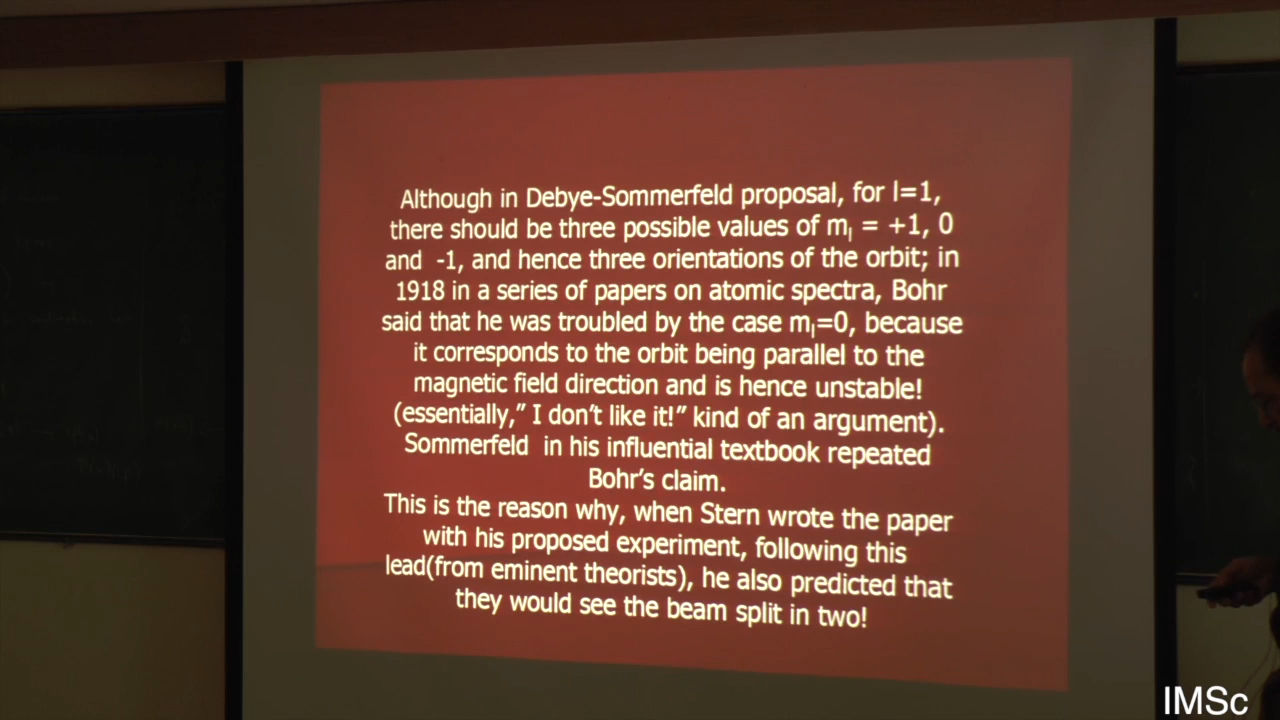 Although in Debye-Sommerfeld proposal, for l=1,
there should be three possible values of mₗ = +1, 0
and -1, and hence three orientations of the orbit; in
1918 in a series of papers on atomic spectra, Bohr
said that he was troubled by the case mₗ=0, because
it corresponds to the orbit being parallel to the
magnetic field direction and is hence unstable!
(essentially,” I don’t like it!” kind of an argument).
Sommerfeld in his influential textbook repeated
Bohr’s claim.
This is the reason why, when Stern wrote the paper
with his proposed experiment, following this
lead(from eminent theorists), he also predicted that
they would see the beam split in two!
IMSc